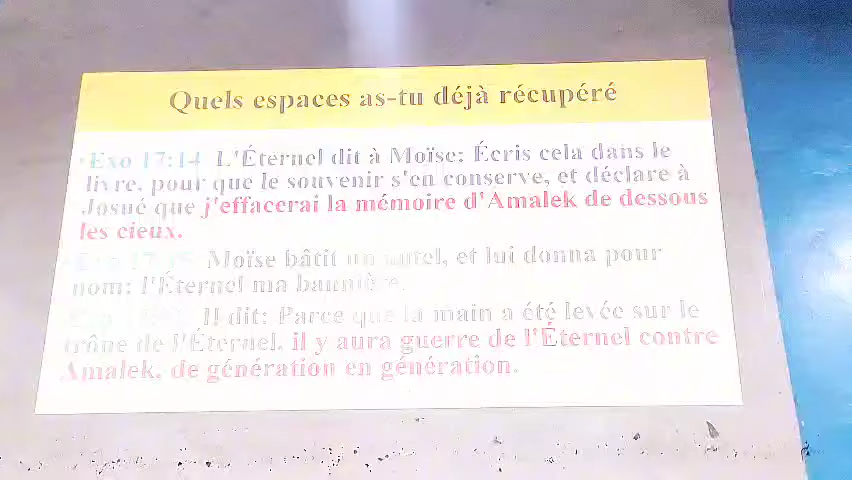 Quels espaces as-tu déjà récupéré
•Exo 17:14 L'Éternel dit à Moïse: Écris cela dans le
livre, pour que le souvenir s'en conserve, et déclare à
Josué que j'effacerai la mémoire d'Amalek de dessous
les cieux.
Moïse bâtit un autel, et lui donna pour
nom: l'Éternel ma bannière.
Il dit: Parce que la main a été levée sur le
trône de l'Éternel, il y aura guerre de l'Éternel contre
Amalek, de génération en génération.